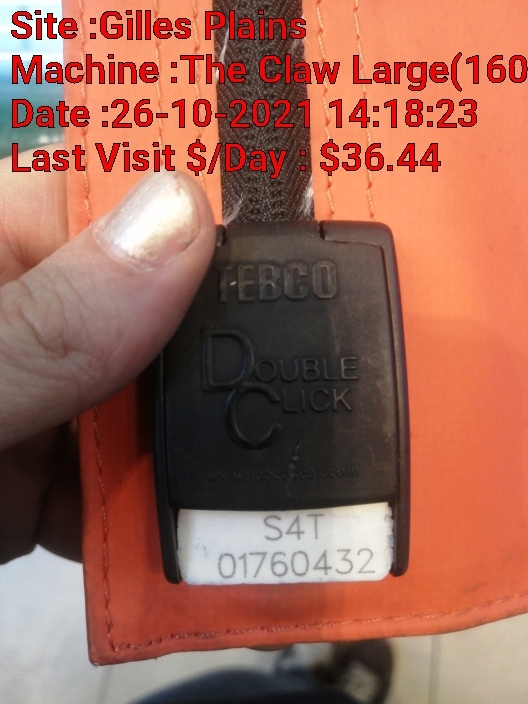 Site :Gilles Plains
Machine :The Claw Large(160
Date :26-10-2021 14:18:23
Last Visit $/Day : $36.44
TEBCO
DOUBLE
CLICK
S4T
01760432